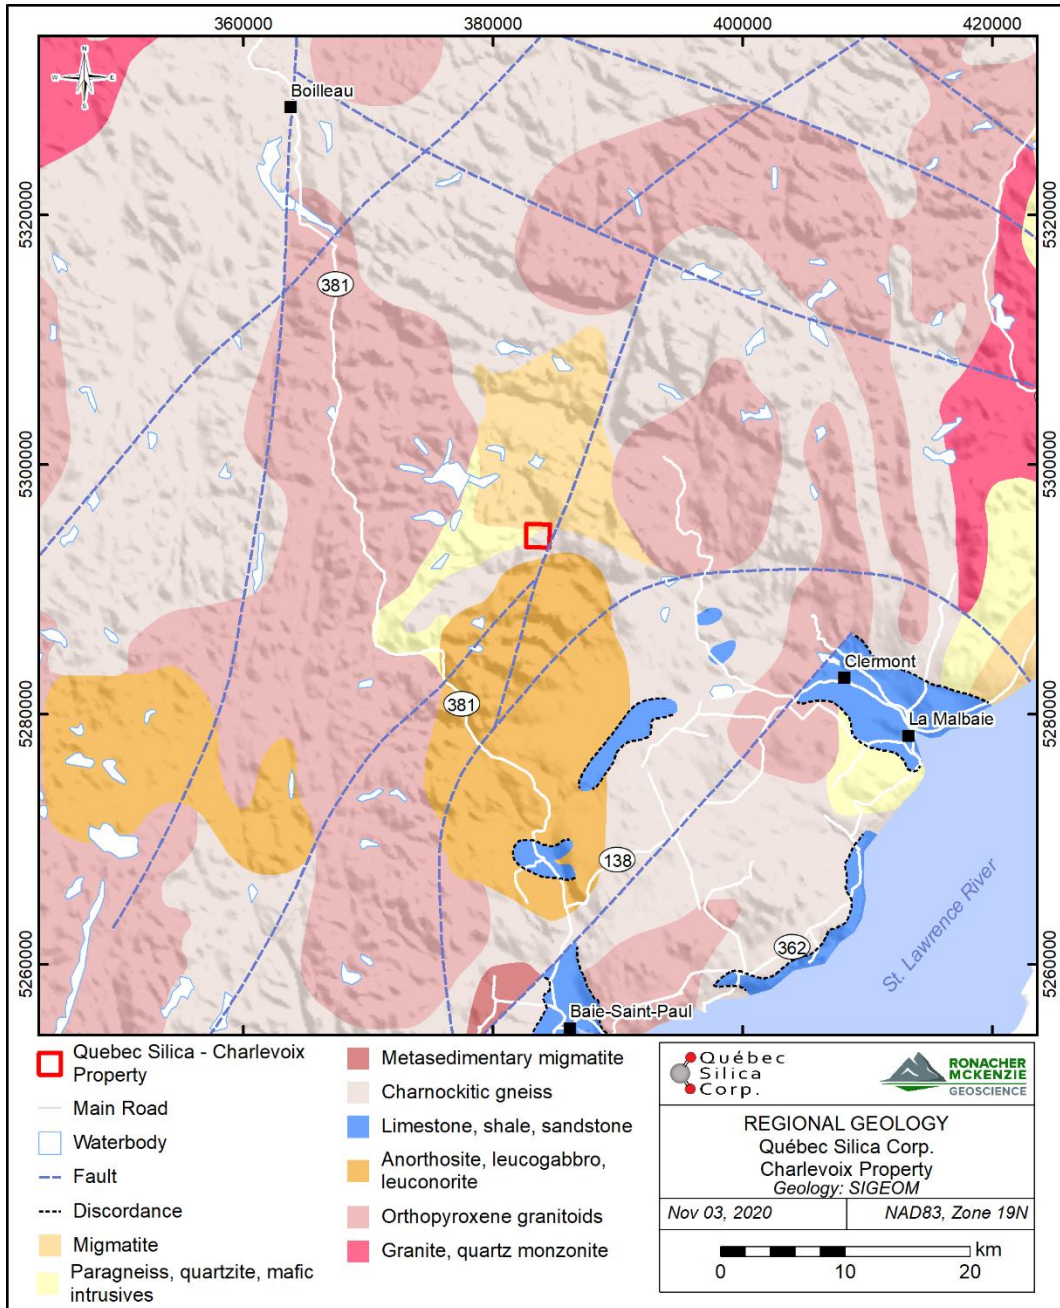 360000 380000 400000 420000
N
W E
S
Boilleau
5320000 5320000
381
5300000 5300000
Clermont
381
La Malbaie
5280000 5280000
138
St. Lawrence River
362
5260000 5260000
Baie-Saint-Paul
Quebec Silica - Charlevoix
Property
Main Road
Waterbody
Fault
Discordance
Migmatite
Paragneiss, quartzite, mafic
intrusives
Metasedimentary migmatite
Charnockitic gneiss
Limestone, shale, sandstone
Anorthosite, leucogabbro,
leuconorite
Orthopyroxene granitoids
Granite, quartz monzonite
Québec
Silica
Corp.
RONACHER
MCKENZIE
GEOSCIENCE
REGIONAL GEOLOGY
Québec Silica Corp.
Charlevoix Property
Geology: SIGEOM
Nov 03, 2020 NAD83, Zone 19N
km
0 10 20